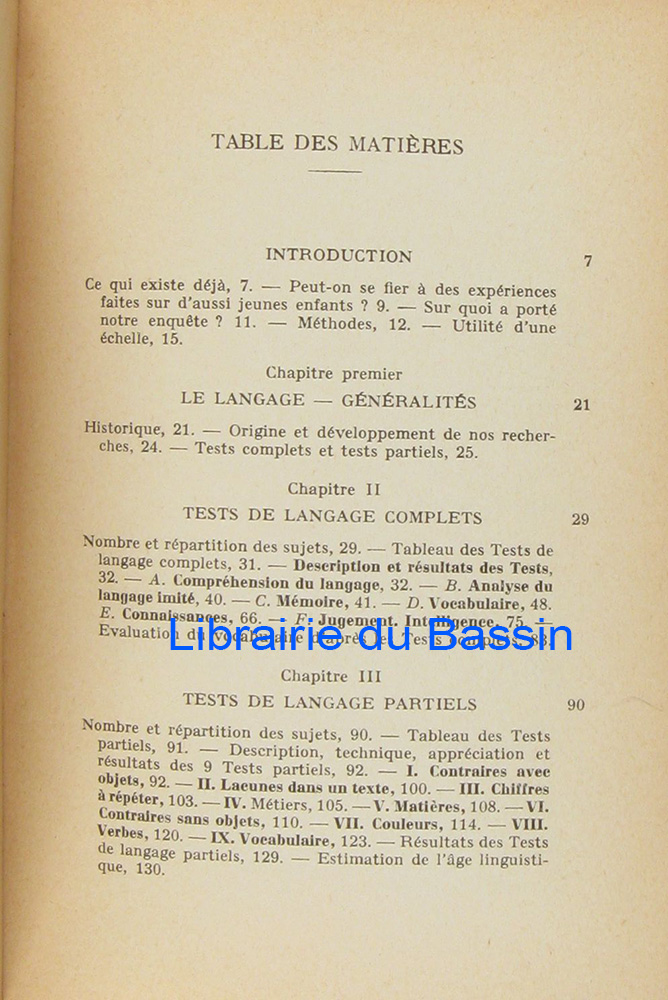 TABLE DES MATIÈRES
INTRODUCTION 7
Ce qui existe déjà, 7. — Peut-on se fier à des expériences
faites sur d'aussi jeunes enfants ? 9. — Sur quoi a porté
notre enquête ? 11. — Méthodes, 12. — Utilité d'une
échelle, 15.
Chapitre premier
LE LANGAGE — GÉNÉRALITÉS 21
Historique, 21. — Origine et développement de nos recher-
ches, 24. — Tests complets et tests partiels, 25.
Chapitre II
TESTS DE LANGAGE COMPLETS 29
Nombre et répartition des sujets, 29. — Tableau des Tests de
langage complets, 31. — Description et résultats des Tests,
32. — A. Compréhension du langage, 32. — B. Analyse du
langage imité, 40. — C. Mémoire, 41. — D. Vocabulaire, 48.
E. Connaissances, 66. — F. Jugement. Intelligence, 75. —
Evaluation du vocabulaire d'après les Tests complets, 83.
Librairie du Bassin
Chapitre III
TESTS DE LANGAGE PARTIELS 90
Nombre et répartition des sujets, 90. — Tableau des Tests
partiels, 91. — Description, technique, appréciation et
résultats des 9 Tests partiels, 92. — I. Contraires avec
objets, 92. — II. Lacunes dans un texte, 100. — III. Chiffres
à répéter, 103. — IV. Métiers, 105. — V. Matières, 108. — VI.
Contraires sans objets, 110. — VII. Couleurs, 114. — VIII.
Verbes, 120. — IX. Vocabulaire, 123. — Résultats des Tests
de langage partiels, 129. — Estimation de l'âge linguisti-
que, 130.